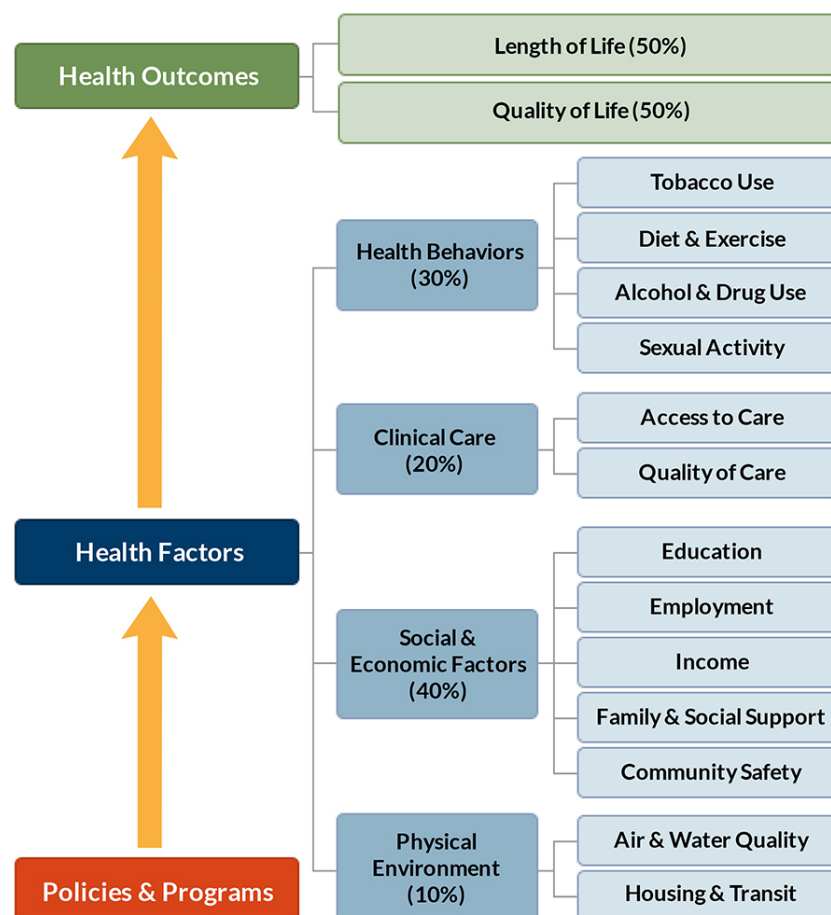 Health Outcomes
Length of Life (50%)
Quality of Life (50%)
Health Behaviors
(30%)
Tobacco Use
Diet & Exercise
Alcohol & Drug Use
Sexual Activity
Clinical Care
(20%)
Access to Care
Quality of Care
Health Factors
Social &
Economic Factors
(40%)
Education
Employment
Income
Family & Social Support
Community Safety
Physical
Environment
(10%)
Air & Water Quality
Housing & Transit
Policies & Programs